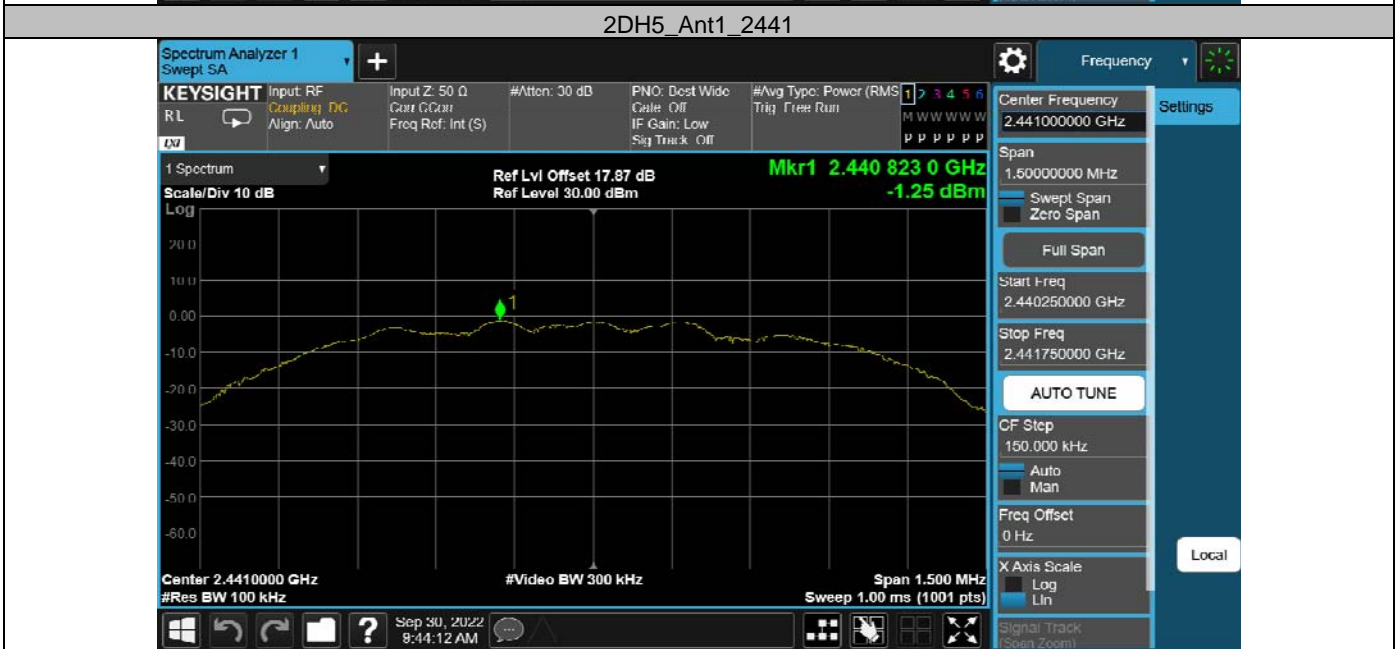 2DH5_Ant1_2441
Spectrum Analyzer 1
Swept SA
Frequency
KEYSIGHT
RL
LXI
Input: RF
Coupling: DC
Align: Auto
Input Z: 50 Ω
Corr CCorr
Freq Ref: Int (S)
#Atten: 30 dB
PNO: Best Wide
Gate: Off
IF Gain: Low
Sig Track: Off
#Avg Type: Power (RMS
Trig: Free Run
1 2 3 4 5 6
M W W W W W
P P P P P P
Center Frequency
2.441000000 GHz
Settings
Span
1.50000000 MHz
Swept Span
Zero Span
Full Span
Start Freq
2.440250000 GHz
Stop Freq
2.441750000 GHz
AUTO TUNE
CF Step
150.000 kHz
Auto
Man
Freq Offset
0 Hz
X Axis Scale
Log
Lin
Signal Track
(Span Zoom)
Local
1 Spectrum
Scale/Div 10 dB
Ref Lvl Offset 17.87 dB
Ref Level 30.00 dBm
Mkr1 2.440 823 0 GHz
-1.25 dBm
Log
20.0
10.0
1
0.00
-10.0
-20.0
-30.0
-40.0
-50.0
-60.0
Center 2.4410000 GHz
#Video BW 300 kHz
Span 1.500 MHz
#Res BW 100 kHz
Sweep 1.00 ms (1001 pts)
?
Sep 30, 2022
9:44:12 AM